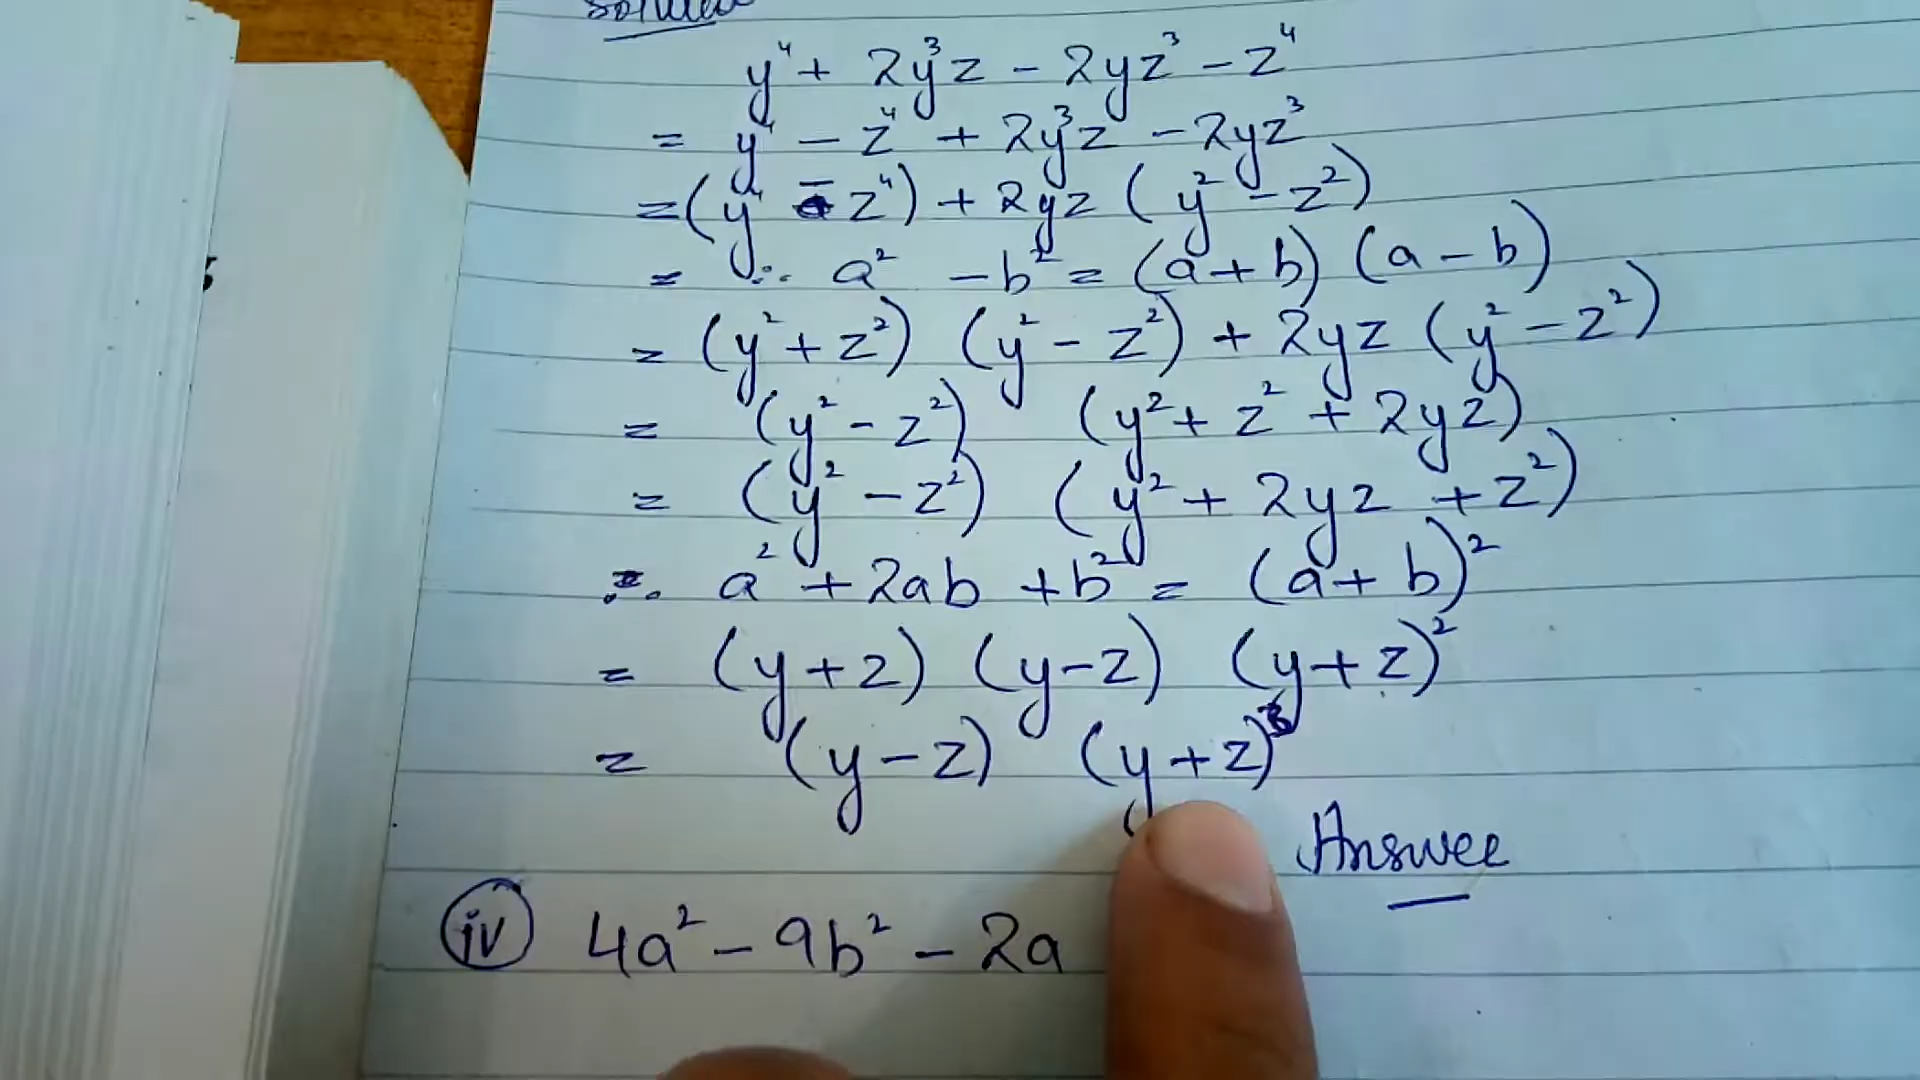 y⁴ + 2y³z - 2yz³ - z⁴
= y⁴ - z⁴ + 2y³z - 2yz³
= (y⁴ - z⁴) + 2yz (y² - z²)
= ∵ a² - b² = (a+b) (a-b)
= (y² + z²) (y² - z²) + 2yz (y² - z²)
= (y² - z²) (y² + z² + 2yz)
= (y² - z²) (y² + 2yz + z²)
∴ a² + 2ab + b² = (a+b)²
= (y+z) (y-z) (y+z)²
= (y-z) (y+z)³
Answer
iv 4a² - 9b² - 2a